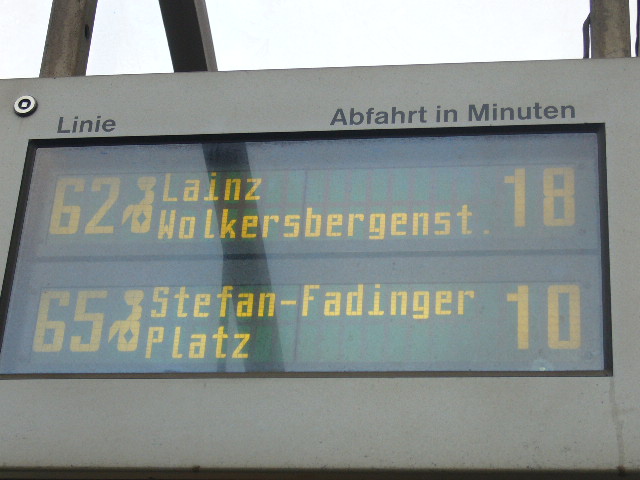 Linie Abfahrt in Minuten
62 Lainz 18
Wolkersbergenst.
65 Stefan-Fadinger 10
Platz